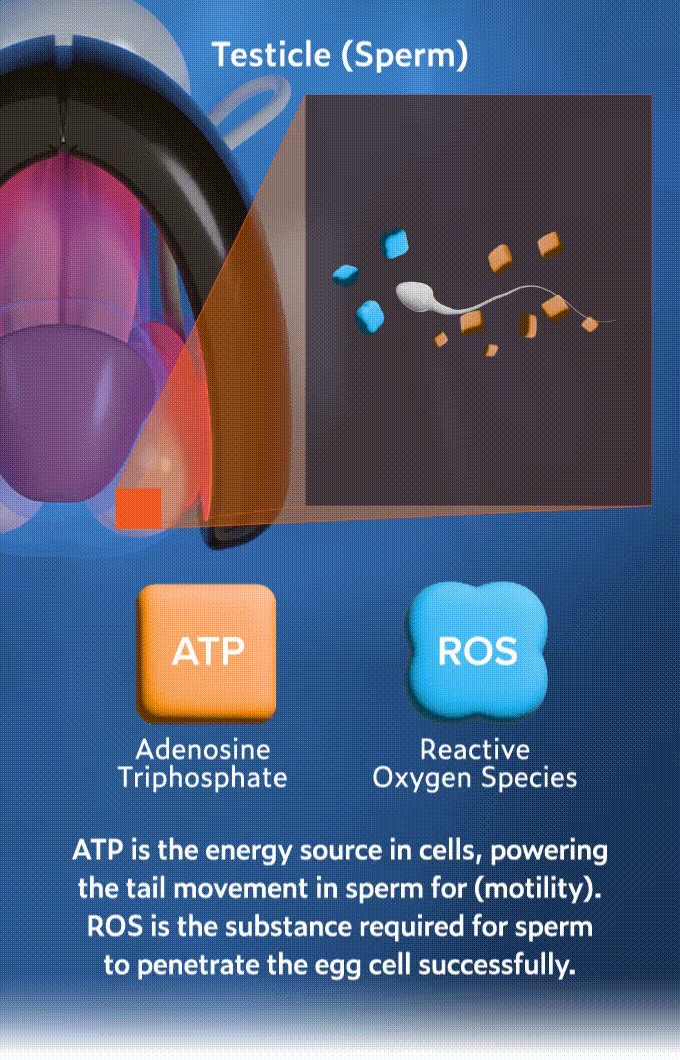 Testicle (Sperm)
ATP
ROS
Adenosine
Triphosphate
Reactive
Oxygen Species
ATP is the energy source in cells, powering
the tail movement in sperm for (motility).
ROS is the substance required for sperm
to penetrate the egg cell successfully.